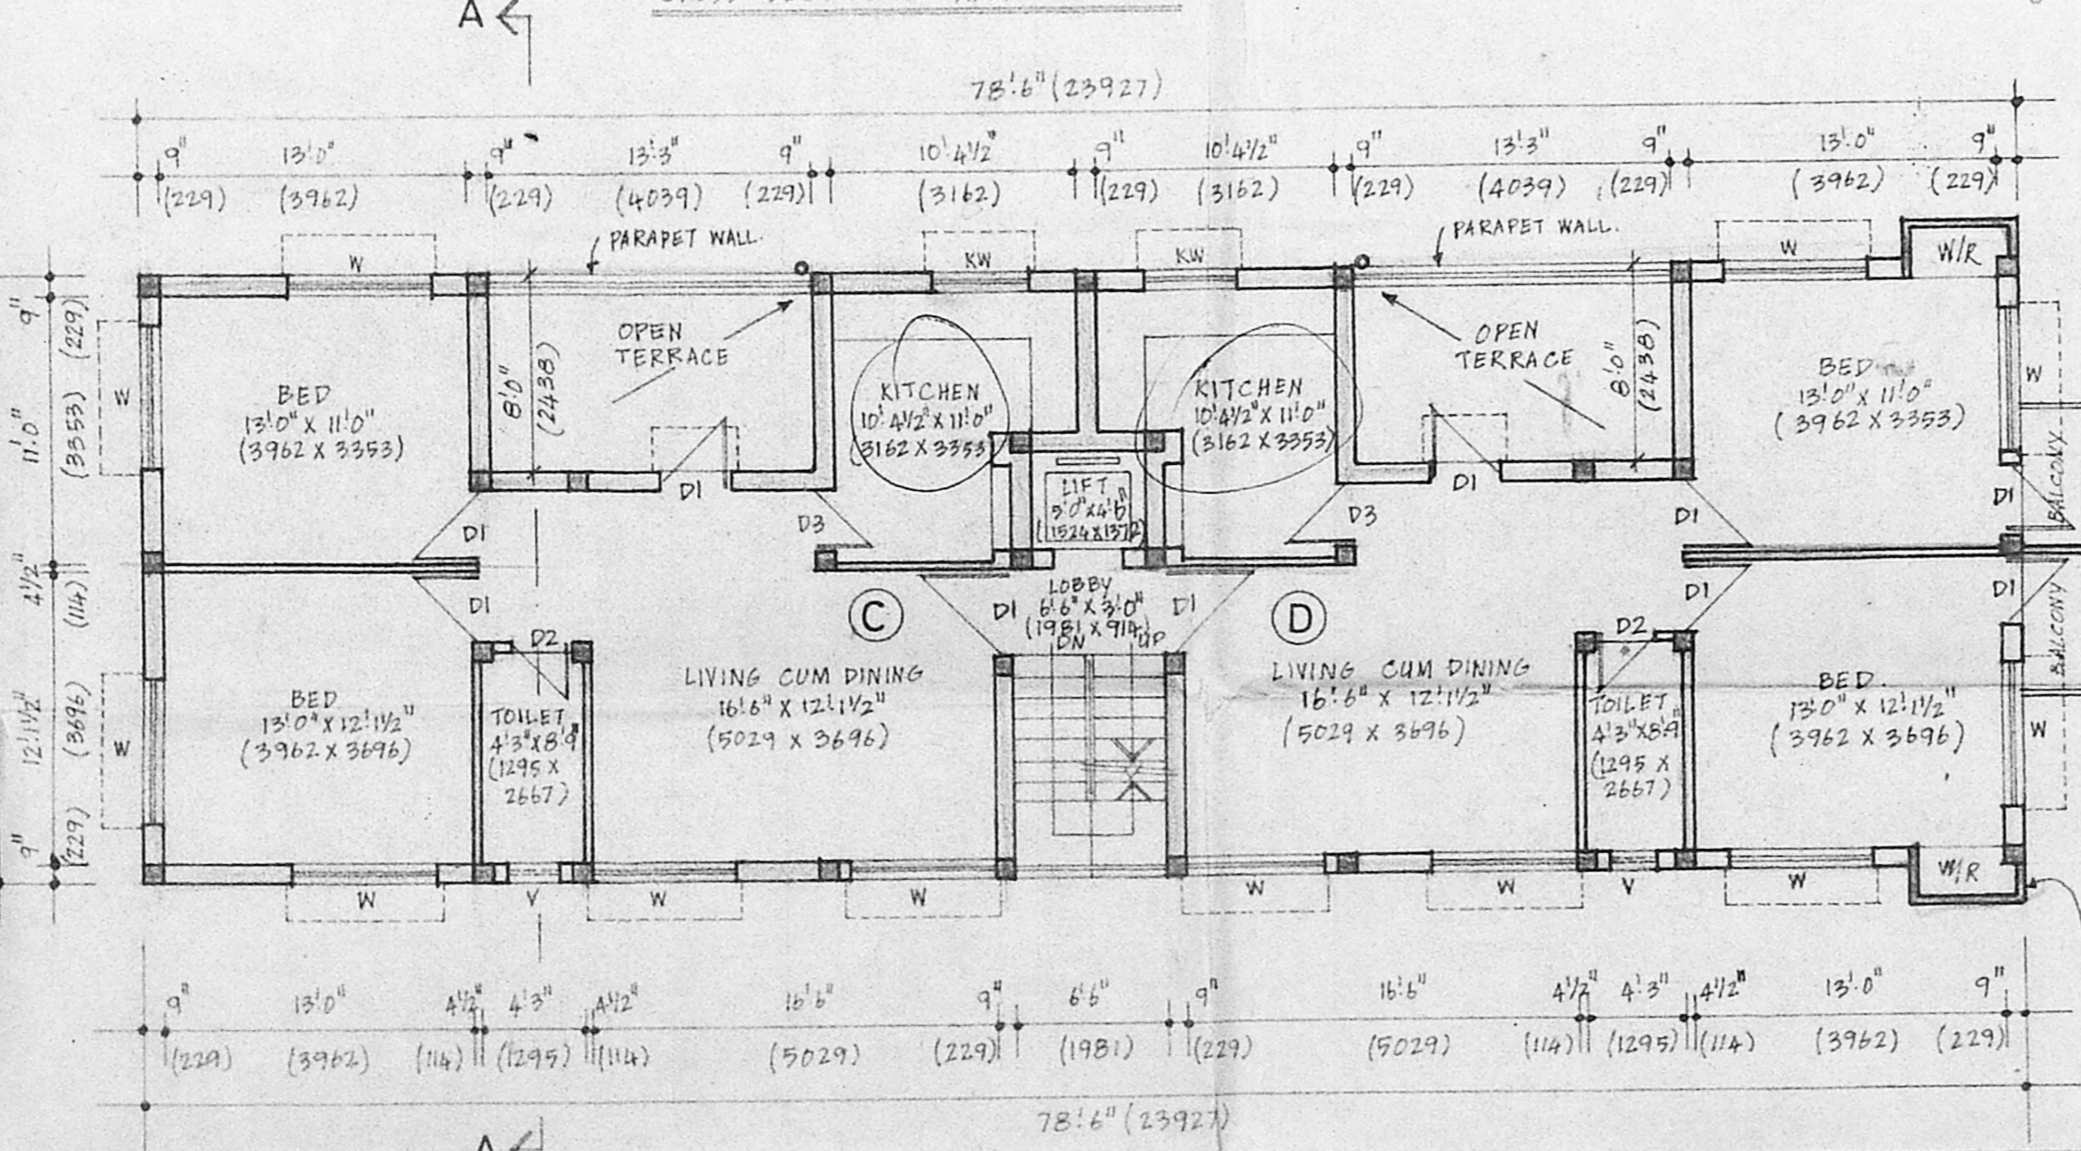 A
78'.6" (23927)
9" 13'.0" 9" 13'.3" 9" 10'.4½" 9" 10'.4½" 9" 13'.3" 9" 13'.0" 9"
(229) (3962) (229) (4039) (229) (3162) (229) (3162) (229) (4039) (229) (3962) (229)
PARAPET WALL.
PARAPET WALL.
W
KW
KW
W
W/R
OPEN
TERRACE
8'.0"
(2438)
OPEN
TERRACE
8'.0"
(2438)
9"
(229)
11'.0"
(3353)
4½"
(114)
12'.1½"
(3696)
9"
(229)
W
BED
13'.0" X 11'.0"
(3962 X 3353)
KITCHEN
10'.4½" X 11'.0"
(3162 X 3353)
KITCHEN
10'.4½" X 11'.0"
(3162 X 3353)
BED
13'.0" X 11'.0"
(3962 X 3353)
W
D1
D1
LIFT
5'.0" X 4'.6"
(1524 X 1372)
D1
D3
D3
D1
D1
BALCONY
D1
D1
LOBBY
6'.6" X 3'.0"
(1981 X 914)
DN UP
D1
D1
D1
BALCONY
C
D
D2
D2
W
BED.
13'.0" X 12'.1½"
(3962 X 3696)
TOILET
4'.3" X 8'.9"
(1295 X
2667)
LIVING CUM DINING
16'.6" X 12'.1½"
(5029 X 3696)
LIVING CUM DINING
16'.6" X 12'.1½"
(5029 X 3696)
TOILET
4'.3" X 8'.9"
(1295 X
2667)
BED.
13'.0" X 12'.1½"
(3962 X 3696)
W
W
V
W
W
W
W
V
W
W/R
9" 13'.0" 4½" 4'.3" 4½" 16'.6" 9" 6'.6" 9" 16'.6" 4½" 4'.3" 4½" 13'.0" 9"
(229) (3962) (114) (1295) (114) (5029) (229) (1981) (229) (5029) (114) (1295) (114) (3962) (229)
78'.6" (23927)
A